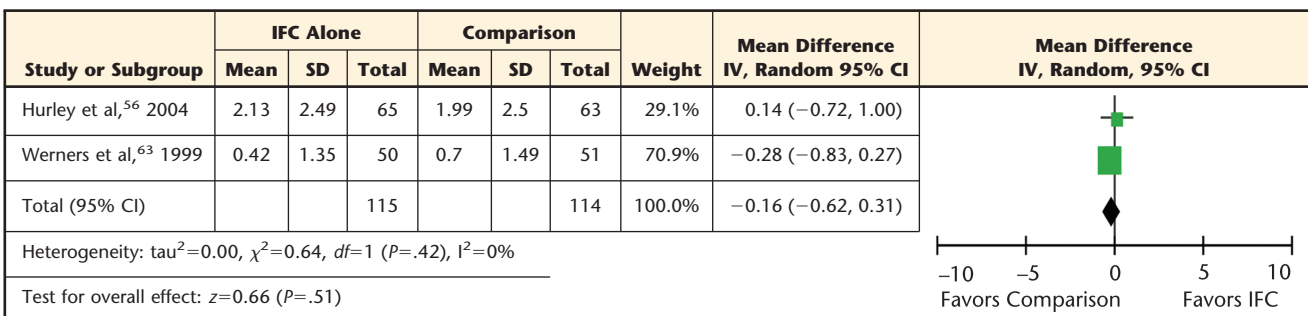 IFC Alone Comparison
Study or Subgroup Mean SD Total Mean SD Total Weight Mean Difference IV, Random 95% CI Mean Difference IV, Random, 95% CI
Hurley et al,56 2004 2.13 2.49 65 1.99 2.5 63 29.1% 0.14 (−0.72, 1.00)
Werners et al,63 1999 0.42 1.35 50 0.7 1.49 51 70.9% −0.28 (−0.83, 0.27)
Total (95% CI) 115 114 100.0% −0.16 (−0.62, 0.31)
Heterogeneity: tau²=0.00, χ²=0.64, df=1 (P=.42), I²=0%
Test for overall effect: z=0.66 (P=.51)
−10 −5 0 5 10
Favors Comparison Favors IFC